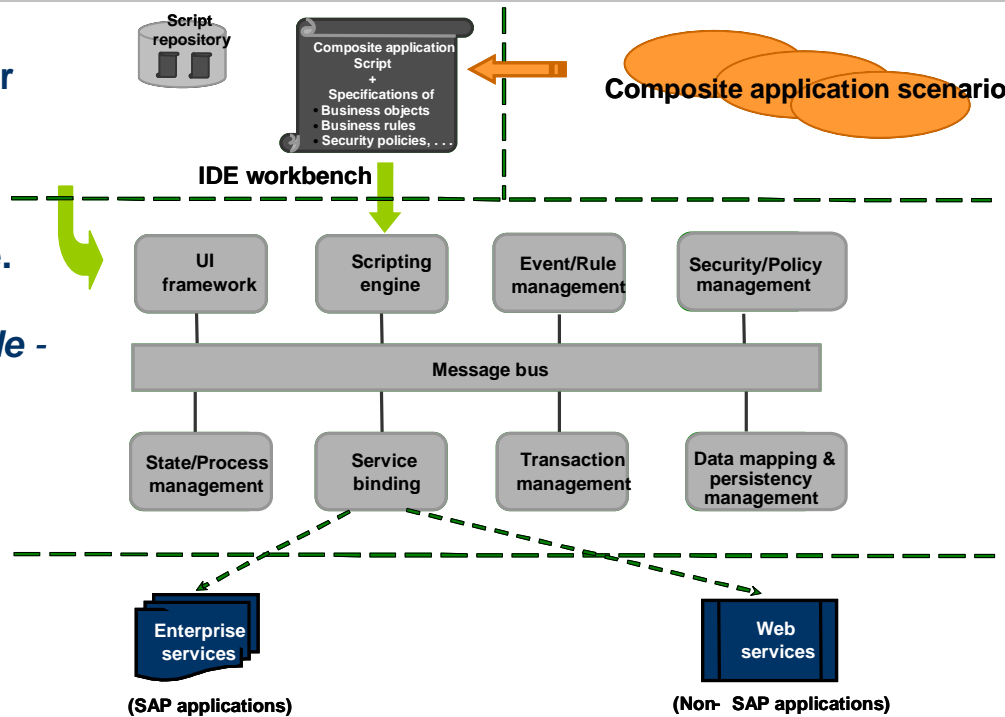 Script
repository
Composite application
Script
+
Specifications of
• Business objects
• Business rules
• Security policies, . . .
Composite application scenario
IDE workbench
UI
framework
Scripting
engine
Event/Rule
management
Security/Policy
management
Message bus
State/Process
management
Service
binding
Transaction
management
Data mapping &
persistency
management
Enterprise
services
(SAP applications)
Web
services
(Non- SAP applications)